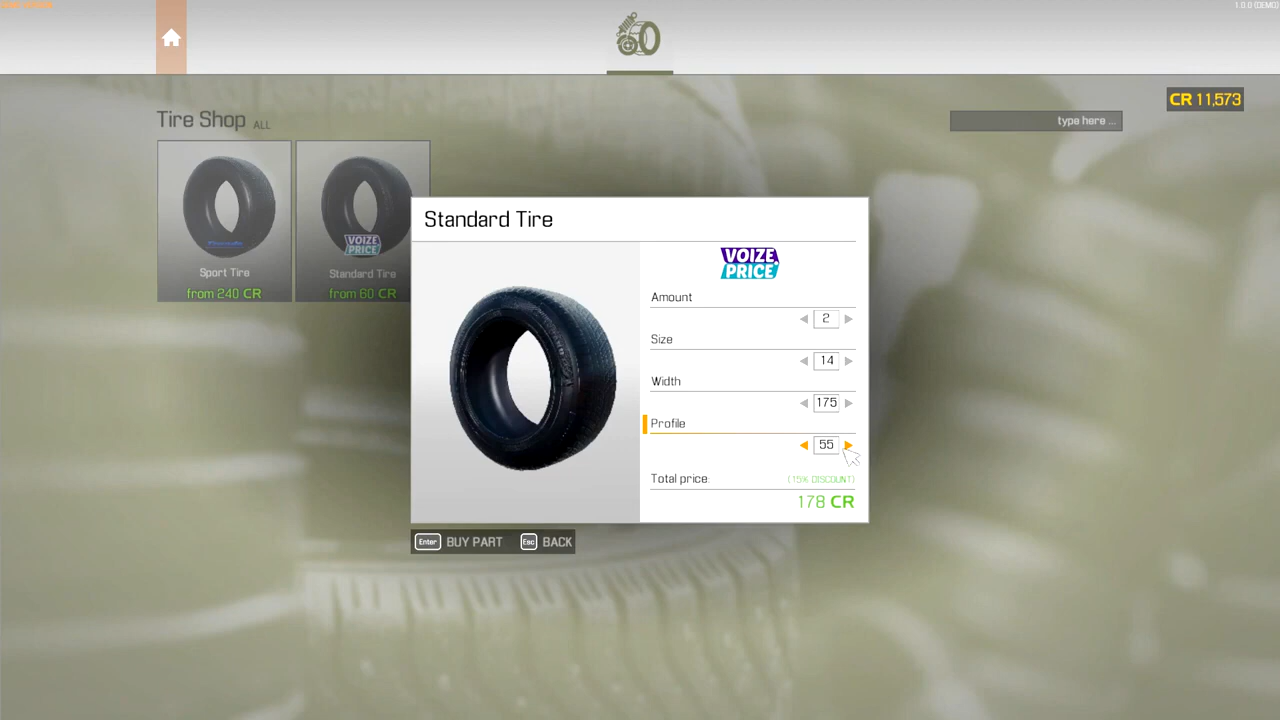 1.0.0 (DEMO)
CR 11,573
Tire Shop ALL
type here ...
Sport Tire
from 240 CR
VOIZE
PRICE
Standard Tire
from 60 CR
Standard Tire
VOIZE
PRICE
Amount
2
Size
14
Width
175
Profile
55
Total price:
(15% DISCOUNT)
178 CR
Enter BUY PART Esc BACK